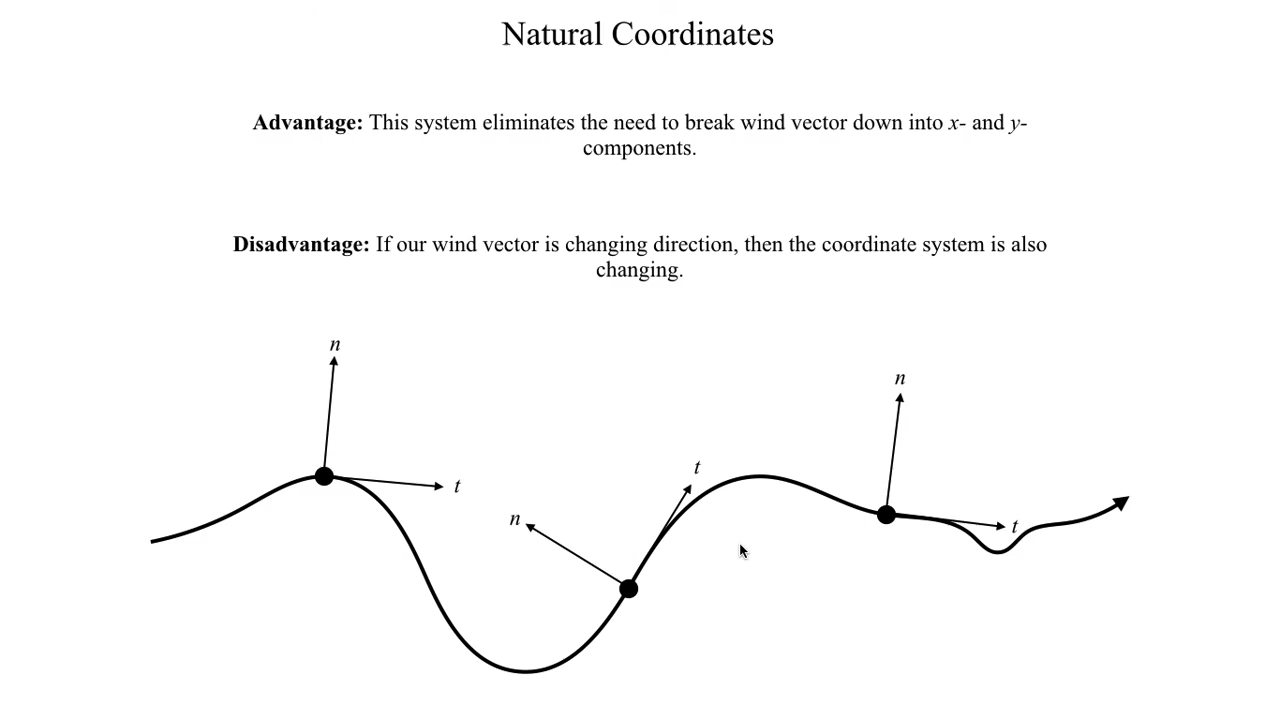 Natural Coordinates
Advantage: This system eliminates the need to break wind vector down into x- and y-
components.
Disadvantage: If our wind vector is changing direction, then the coordinate system is also
changing.
n
t
n
t
n
t